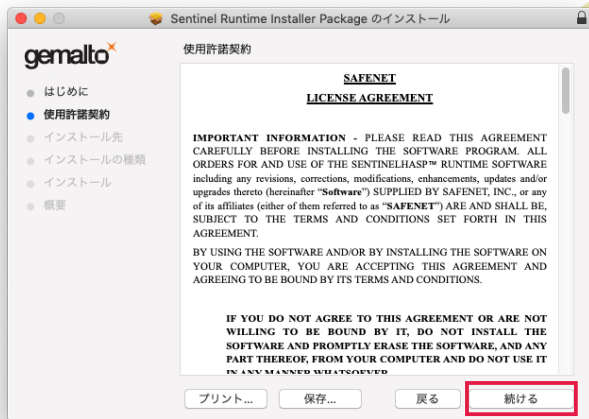 Sentinel Runtime Installer Package のインストール
gemalto
使用許諾契約
はじめに
使用許諾契約
インストール先
インストールの種類
インストール
概要
SAFENET
LICENSE AGREEMENT
IMPORTANT INFORMATION - PLEASE READ THIS AGREEMENT
CAREFULLY BEFORE INSTALLING THE SOFTWARE PROGRAM. ALL
ORDERS FOR AND USE OF THE SENTINELHASP™ RUNTIME SOFTWARE
including any revisions, corrections, modifications, enhancements, updates and/or
upgrades thereto (hereinafter “Software”) SUPPLIED BY SAFENET, INC., or any
of its affiliates (either of them referred to as “SAFENET”) ARE AND SHALL BE,
SUBJECT TO THE TERMS AND CONDITIONS SET FORTH IN THIS
AGREEMENT.
BY USING THE SOFTWARE AND/OR BY INSTALLING THE SOFTWARE ON
YOUR COMPUTER, YOU ARE ACCEPTING THIS AGREEMENT AND
AGREEING TO BE BOUND BY ITS TERMS AND CONDITIONS.
IF YOU DO NOT AGREE TO THIS AGREEMENT OR ARE NOT
WILLING TO BE BOUND BY IT, DO NOT INSTALL THE
SOFTWARE AND PROMPTLY ERASE THE SOFTWARE, AND ANY
PART THEREOF, FROM YOUR COMPUTER AND DO NOT USE IT
IN ANY MANNER WHATSOEVER
プリント...
保存...
戻る
続ける